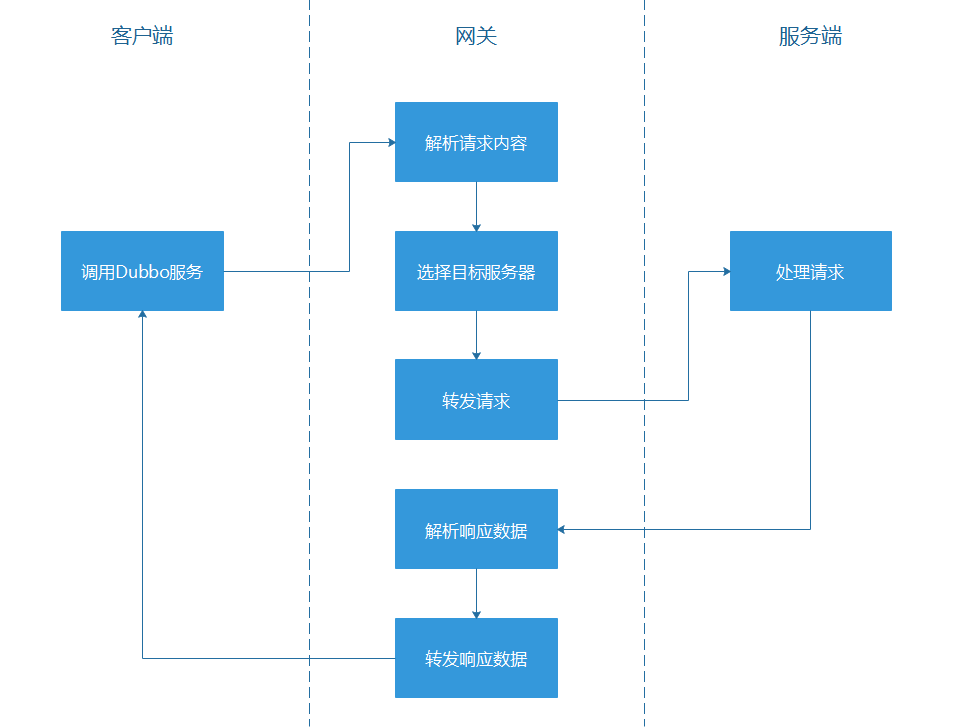 客户端
网关
服务端
解析请求内容
调用Dubbo服务
选择目标服务器
处理请求
转发请求
解析响应数据
转发响应数据